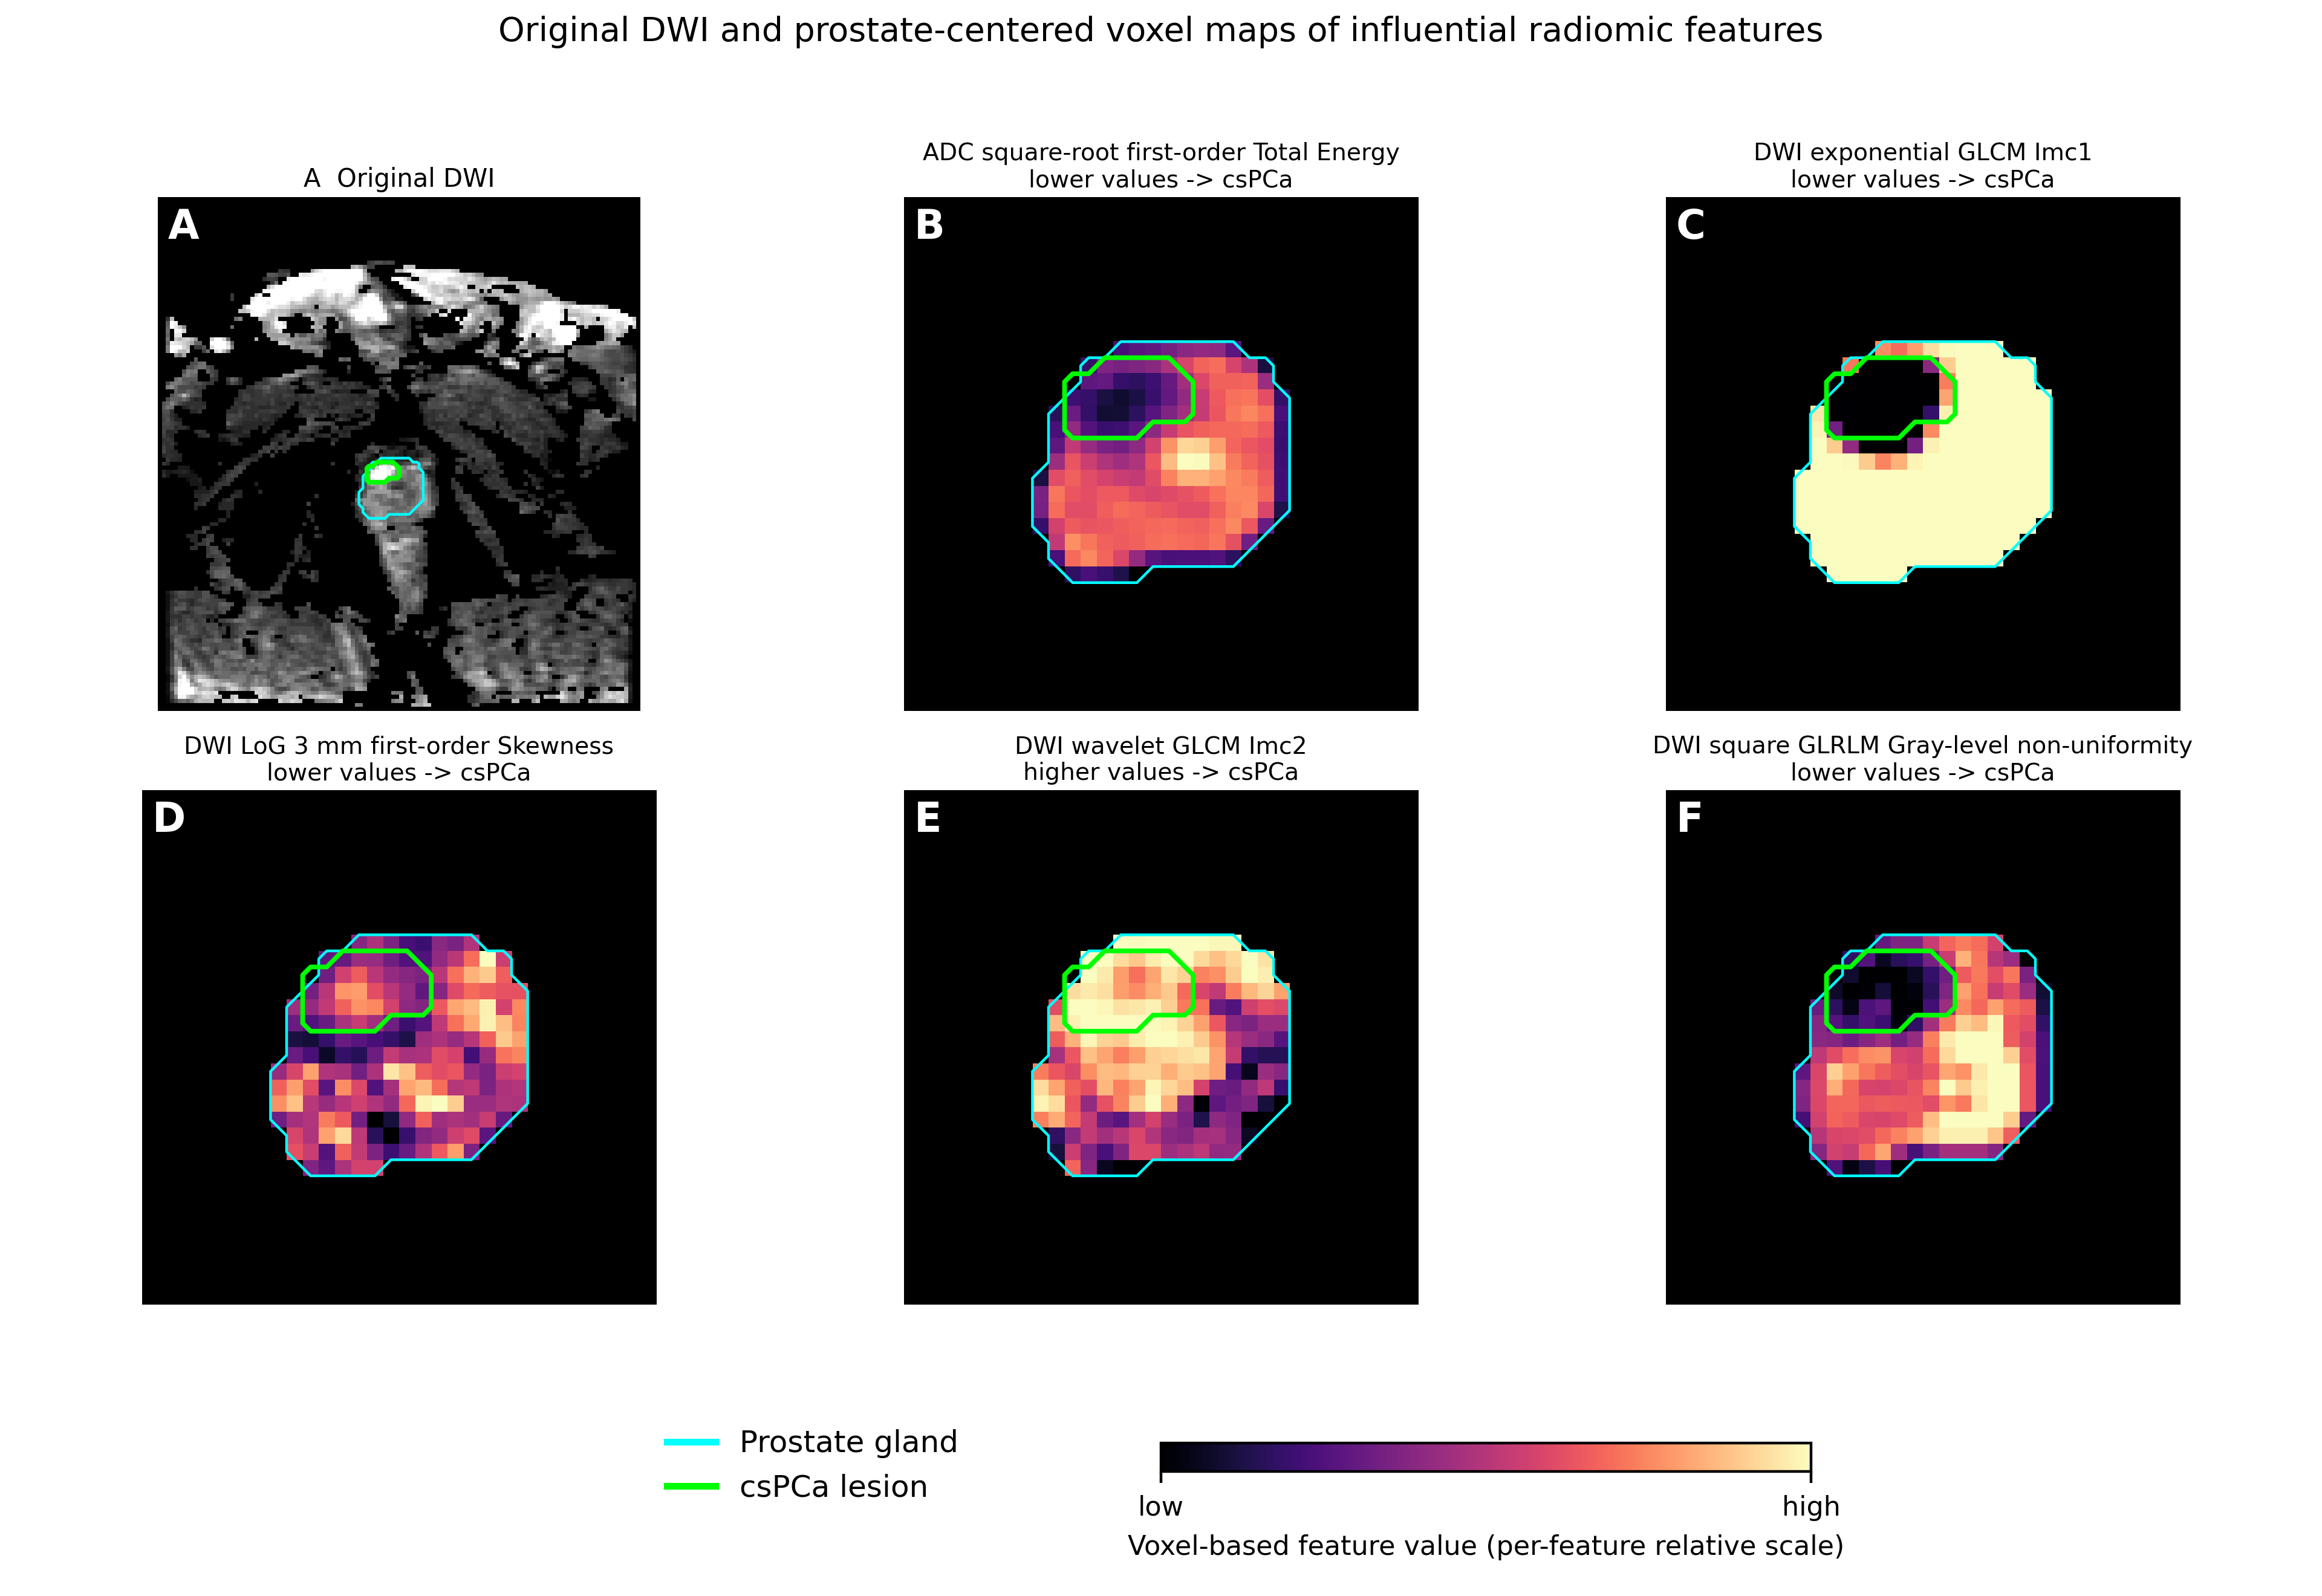 Original DWI and prostate-centered voxel maps of influential radiomic features
A  Original DWI
A
ADC square-root first-order Total Energy
lower values -> csPCa
B
DWI exponential GLCM Imc1
lower values -> csPCa
C
DWI LoG 3 mm first-order Skewness
lower values -> csPCa
D
DWI wavelet GLCM Imc2
higher values -> csPCa
E
DWI square GLRLM Gray-level non-uniformity
lower values -> csPCa
F
Prostate gland
csPCa lesion
low
high
Voxel-based feature value (per-feature relative scale)